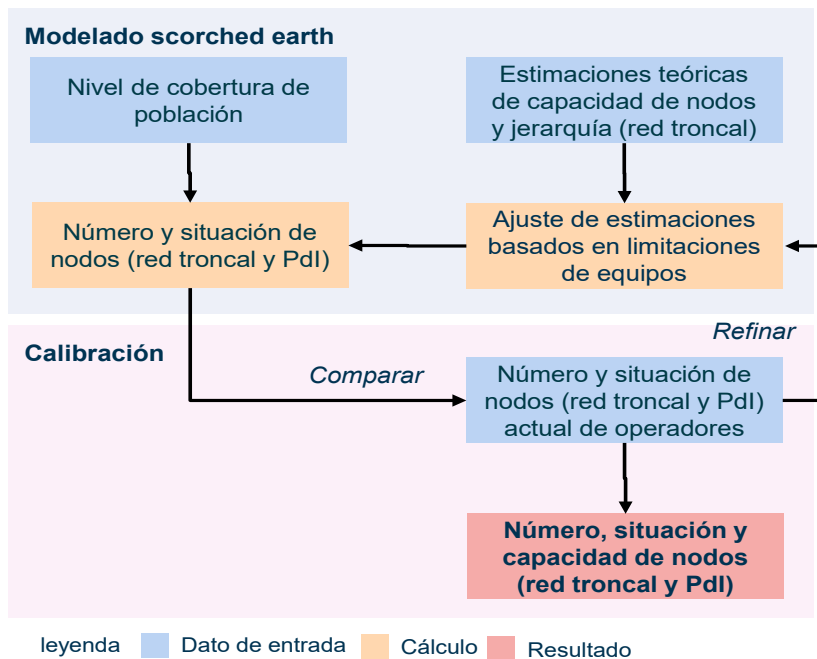 Modelado scorched earth
Nivel de cobertura de
población
Estimaciones teóricas
de capacidad de nodos
y jerarquía (red troncal)
Número y situación de
nodos (red troncal y PdI)
Ajuste de estimaciones
basados en limitaciones
de equipos
Refinar
Calibración
Comparar
Número y situación de
nodos (red troncal y PdI)
actual de operadores
Número, situación y
capacidad de nodos
(red troncal y PdI)
leyenda Dato de entrada Cálculo Resultado